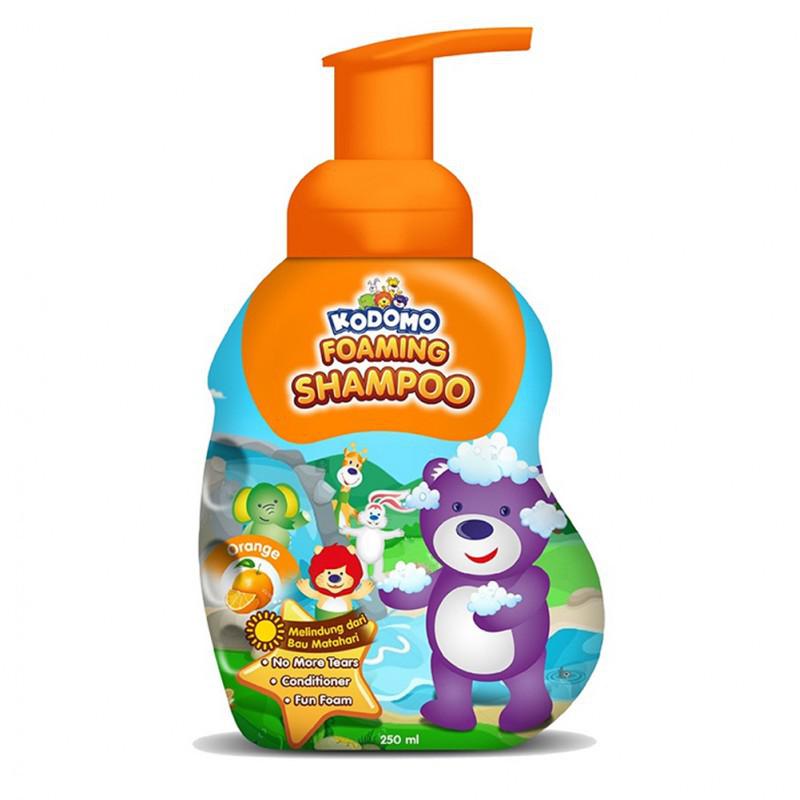 KODOMO
FOAMING
SHAMPOO
Orange
Melindung dari
Bau Matahari
• No More Tears
• Conditioner
• Fun Foam
250 ml